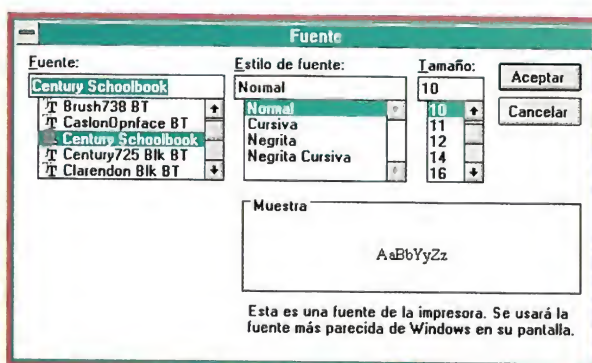 Fuente
Fuente:
Century Schoolbook
Brush738 BT
CaslonOpnface BT
Century Schoolbook
Century725 Blk BT
Clarendon Blk BT
Estilo de fuente:
Normal
Normal
Cursiva
Negrita
Negrita Cursiva
Tamaño:
10
10
11
12
14
16
Aceptar
Cancelar
Muestra
AaBbYyZz
Esta es una fuente de la impresora. Se usará la
fuente más parecida de Windows en su pantalla.